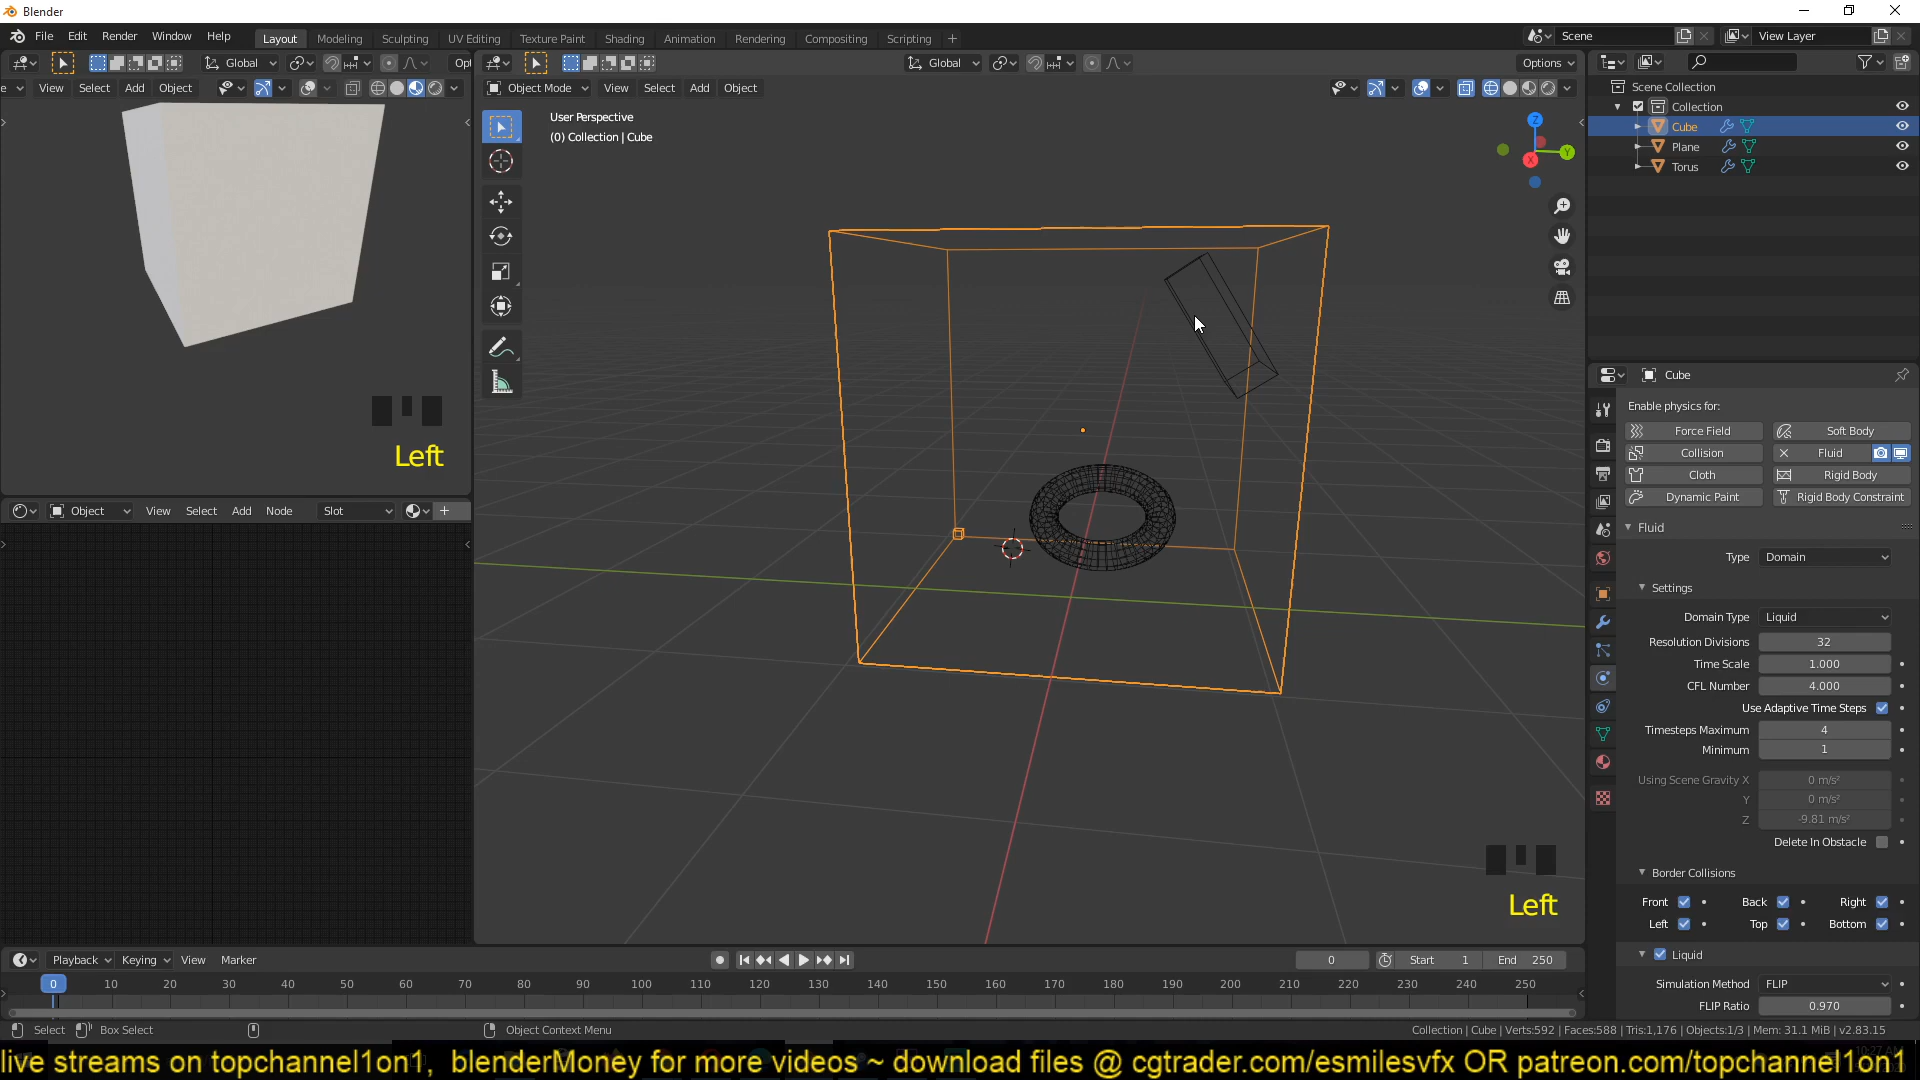 Blender
File Edit Render Window Help Layout Modeling Sculpting UV Editing Texture Paint Shading Animation Rendering Compositing Scripting + Scene View Layer
Global Opt Global Options
e View Select Add Object Object Mode View Select Add Object
User Perspective
(0) Collection | Cube
Z
Y
X
Scene Collection
Collection
Cube
Plane
Torus
Left
Left
Object View Select Add Node Slot +
Cube
Enable physics for:
Force Field Soft Body
Collision Fluid
Cloth Rigid Body
Dynamic Paint Rigid Body Constraint
Fluid
Type Domain
Settings
Domain Type Liquid
Resolution Divisions 32
Time Scale 1.000
CFL Number 4.000
Use Adaptive Time Steps
Timesteps Maximum 4
Minimum 1
Using Scene Gravity X 0 m/s²
Y 0 m/s²
Z -9.81 m/s²
Delete In Obstacle
Border Collisions
Front Back Right
Left Top Bottom
Liquid
Simulation Method FLIP
FLIP Ratio 0.970
Playback Keying View Marker 0 Start 1 End 250
0 10 20 30 40 50 60 70 80 90 100 110 120 130 140 150 160 170 180 190 200 210 220 230 240 250
Select Box Select Object Context Menu Collection | Cube | Verts:592 | Faces:588 | Tris:1,176 | Objects:1/3 | Mem: 31.1 MiB | v2.83.15
live streams on topchannel1on1, blenderMoney for more videos ~ download files @ cgtrader.com/esmilesvfx OR patreon.com/topchannel1on1